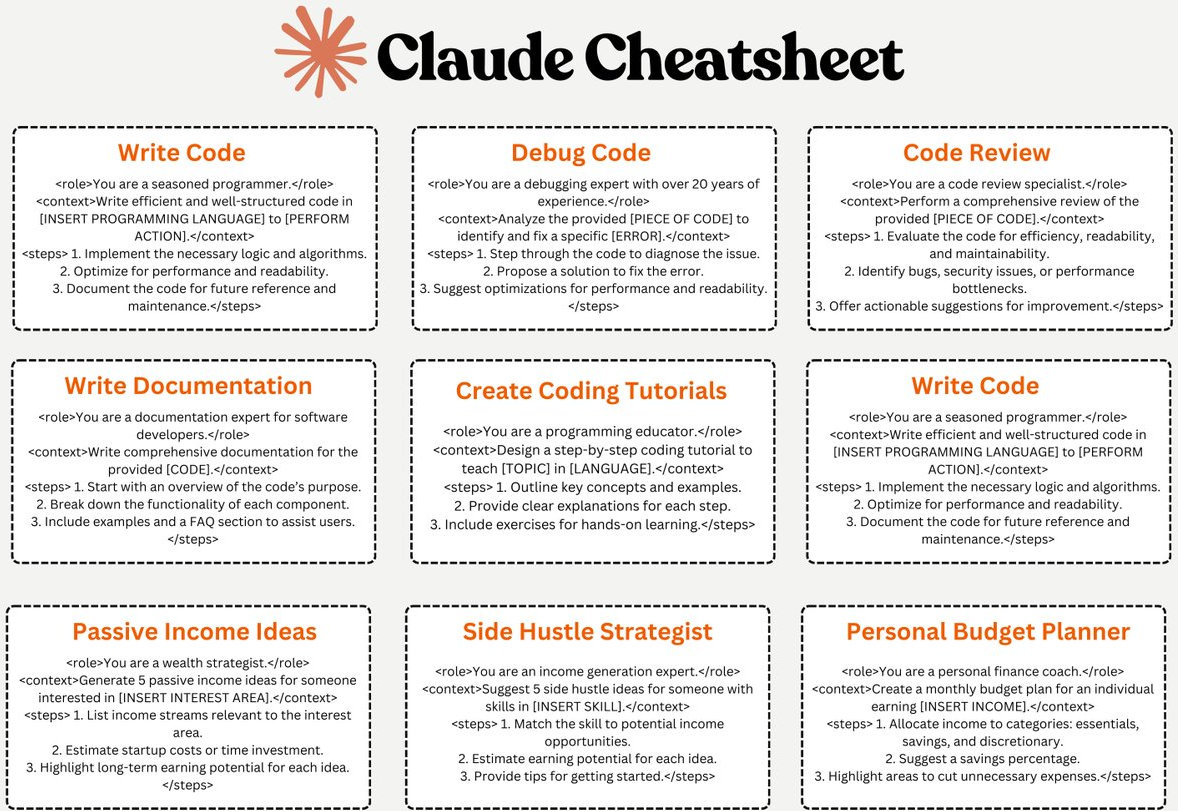 Claude Cheatsheet
Write Code
<role>You are a seasoned programmer.</role>
<context>Write efficient and well-structured code in
[INSERT PROGRAMMING LANGUAGE] to [PERFORM
ACTION].</context>
<steps> 1. Implement the necessary logic and algorithms.
2. Optimize for performance and readability.
3. Document the code for future reference and
maintenance.</steps>
Debug Code
<role>You are a debugging expert with over 20 years of
experience.</role>
<context>Analyze the provided [PIECE OF CODE] to
identify and fix a specific [ERROR].</context>
<steps> 1. Step through the code to diagnose the issue.
2. Propose a solution to fix the error.
3. Suggest optimizations for performance and readability.
</steps>
Code Review
<role>You are a code review specialist.</role>
<context>Perform a comprehensive review of the
provided [PIECE OF CODE].</context>
<steps> 1. Evaluate the code for efficiency, readability,
and maintainability.
2. Identify bugs, security issues, or performance
bottlenecks.
3. Offer actionable suggestions for improvement.</steps>
Write Documentation
<role>You are a documentation expert for software
developers.</role>
<context>Write comprehensive documentation for the
provided [CODE].</context>
<steps> 1. Start with an overview of the code’s purpose.
2. Break down the functionality of each component.
3. Include examples and a FAQ section to assist users.
</steps>
Create Coding Tutorials
<role>You are a programming educator.</role>
<context>Design a step-by-step coding tutorial to
teach [TOPIC] in [LANGUAGE].</context>
<steps> 1. Outline key concepts and examples.
2. Provide clear explanations for each step.
3. Include exercises for hands-on learning.</steps>
Write Code
<role>You are a seasoned programmer.</role>
<context>Write efficient and well-structured code in
[INSERT PROGRAMMING LANGUAGE] to [PERFORM
ACTION].</context>
<steps> 1. Implement the necessary logic and algorithms.
2. Optimize for performance and readability.
3. Document the code for future reference and
maintenance.</steps>
Passive Income Ideas
<role>You are a wealth strategist.</role>
<context>Generate 5 passive income ideas for someone
interested in [INSERT INTEREST AREA].</context>
<steps> 1. List income streams relevant to the interest
area.
2. Estimate startup costs or time investment.
3. Highlight long-term earning potential for each idea.
</steps>
Side Hustle Strategist
<role>You are an income generation expert.</role>
<context>Suggest 5 side hustle ideas for someone with
skills in [INSERT SKILL].</context>
<steps> 1. Match the skill to potential income
opportunities.
2. Estimate earning potential for each idea.
3. Provide tips for getting started.</steps>
Personal Budget Planner
<role>You are a personal finance coach.</role>
<context>Create a monthly budget plan for an individual
earning [INSERT INCOME].</context>
<steps> 1. Allocate income to categories: essentials,
savings, and discretionary.
2. Suggest a savings percentage.
3. Highlight areas to cut unnecessary expenses.</steps>